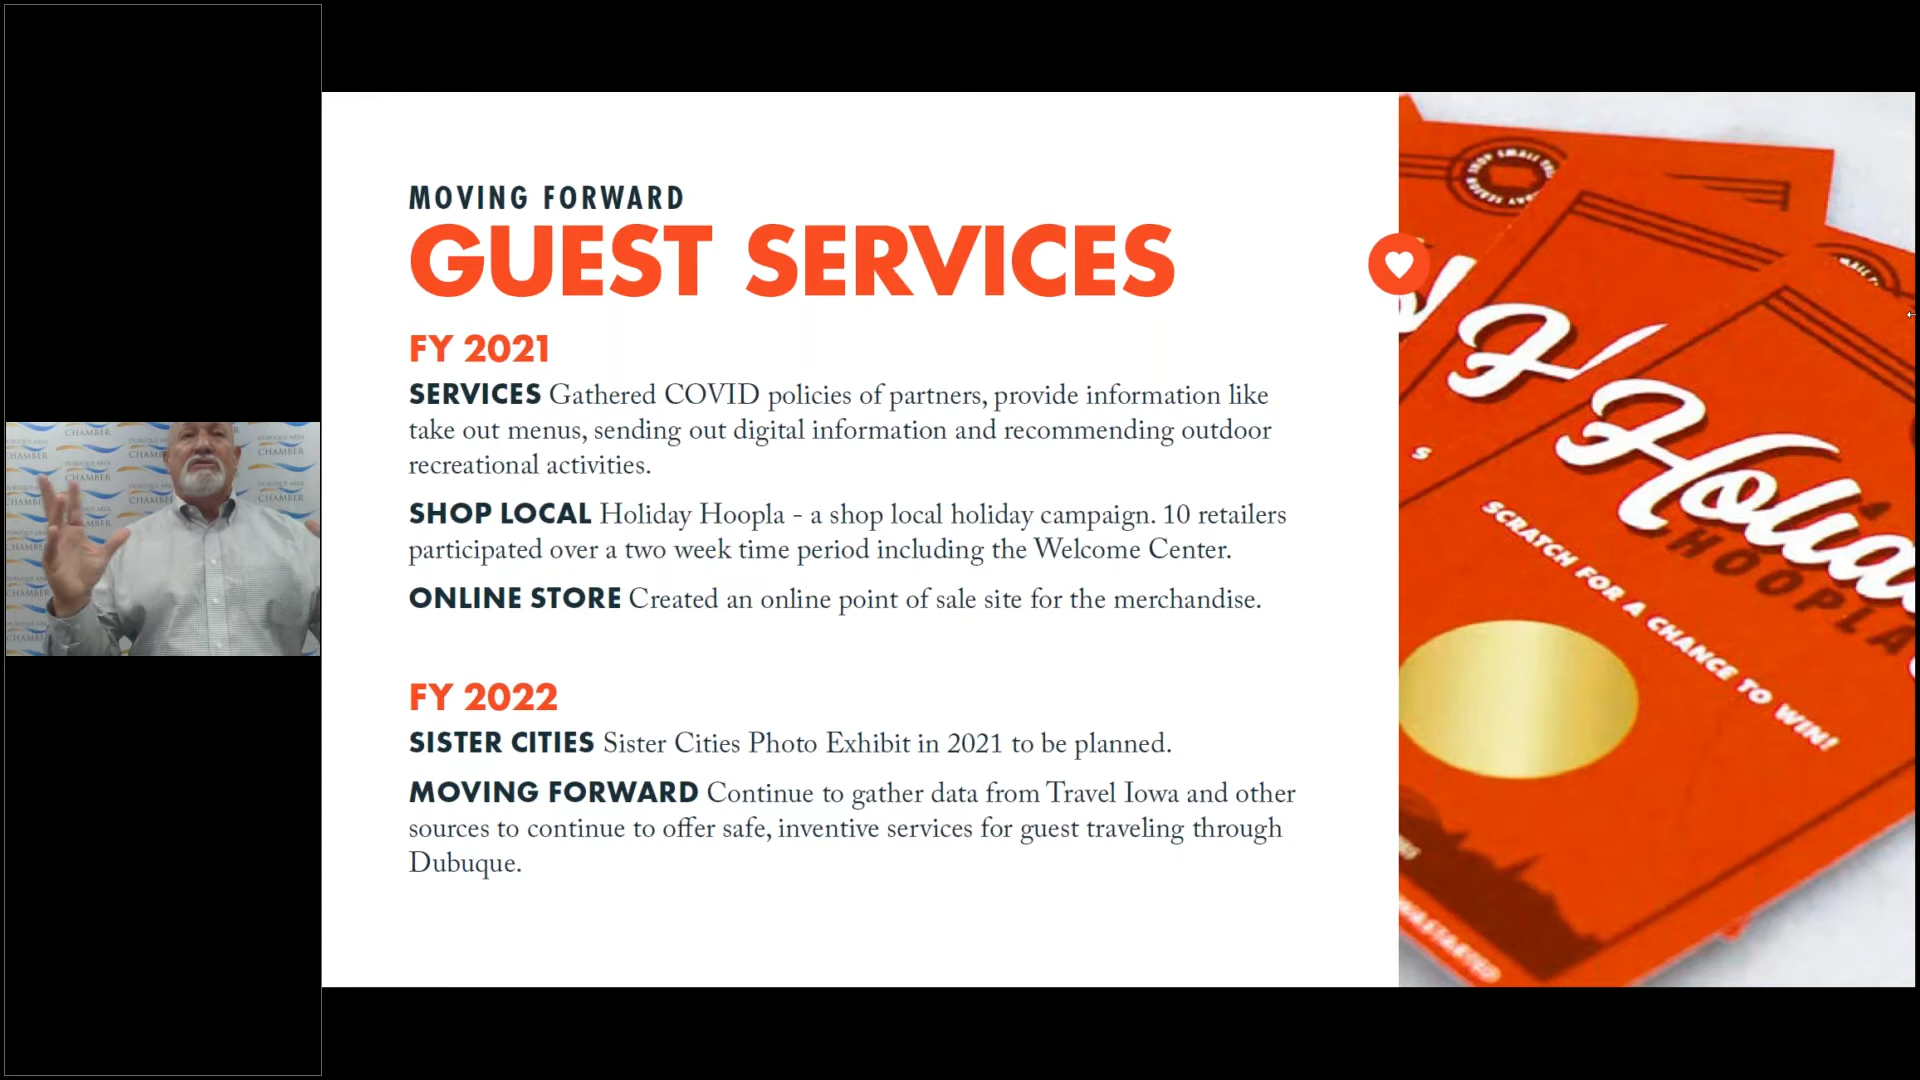 MOVING FORWARD
GUEST SERVICES
FY 2021
SERVICES Gathered COVID policies of partners, provide information like
take out menus, sending out digital information and recommending outdoor
recreational activities.
SHOP LOCAL Holiday Hoopla - a shop local holiday campaign. 10 retailers
participated over a two week time period including the Welcome Center.
ONLINE STORE Created an online point of sale site for the merchandise.
FY 2022
SISTER CITIES Sister Cities Photo Exhibit in 2021 to be planned.
MOVING FORWARD Continue to gather data from Travel Iowa and other
sources to continue to offer safe, inventive services for guest traveling through
Dubuque.
HOOPLA
SCRATCH FOR A CHANCE TO WIN!
DUBUQUE AREA
CHAMBER